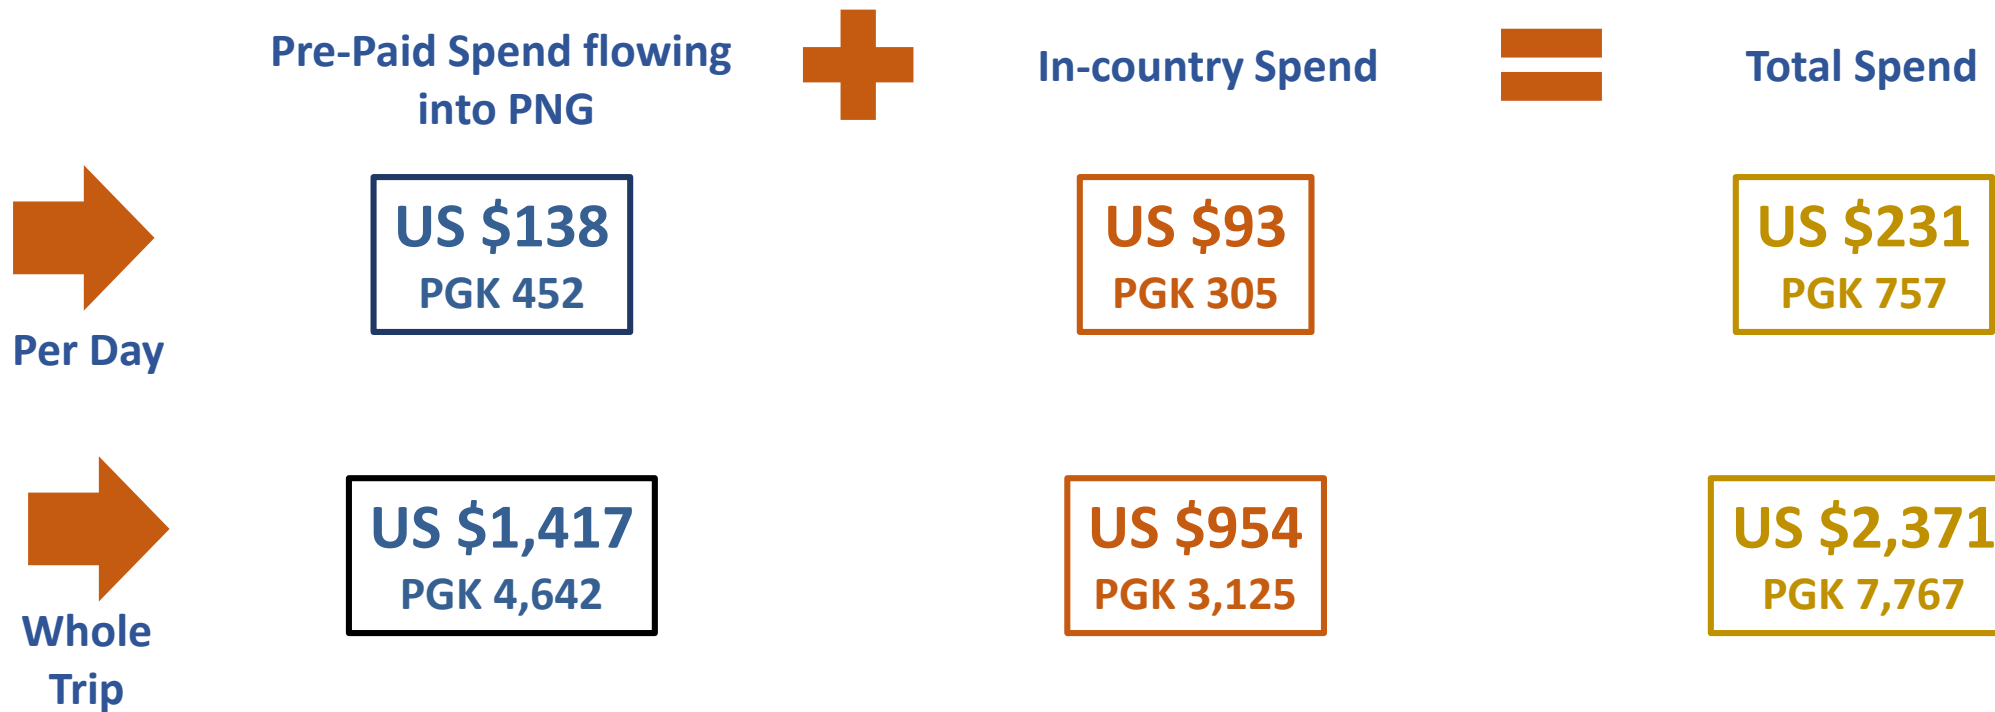 Pre-Paid Spend flowing
into PNG
In-country Spend
Total Spend
Per Day
US $138
PGK 452
US $93
PGK 305
US $231
PGK 757
Whole
Trip
US $1,417
PGK 4,642
US $954
PGK 3,125
US $2,371
PGK 7,767